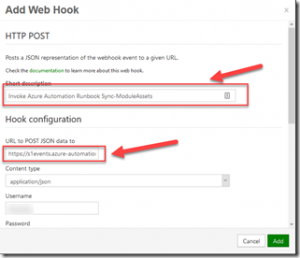 Add Web Hook
HTTP POST
Posts a JSON representation of the webhook event to a given URL.
Check the documentation to learn more about this web hook.
Short description
Invoke Azure Automation Runbook Sync-ModuleAssets
Hook configuration
URL to POST JSON data to
https://s1events.azure-automatio
Content type
application/json
Username
Password
Cancel
Add